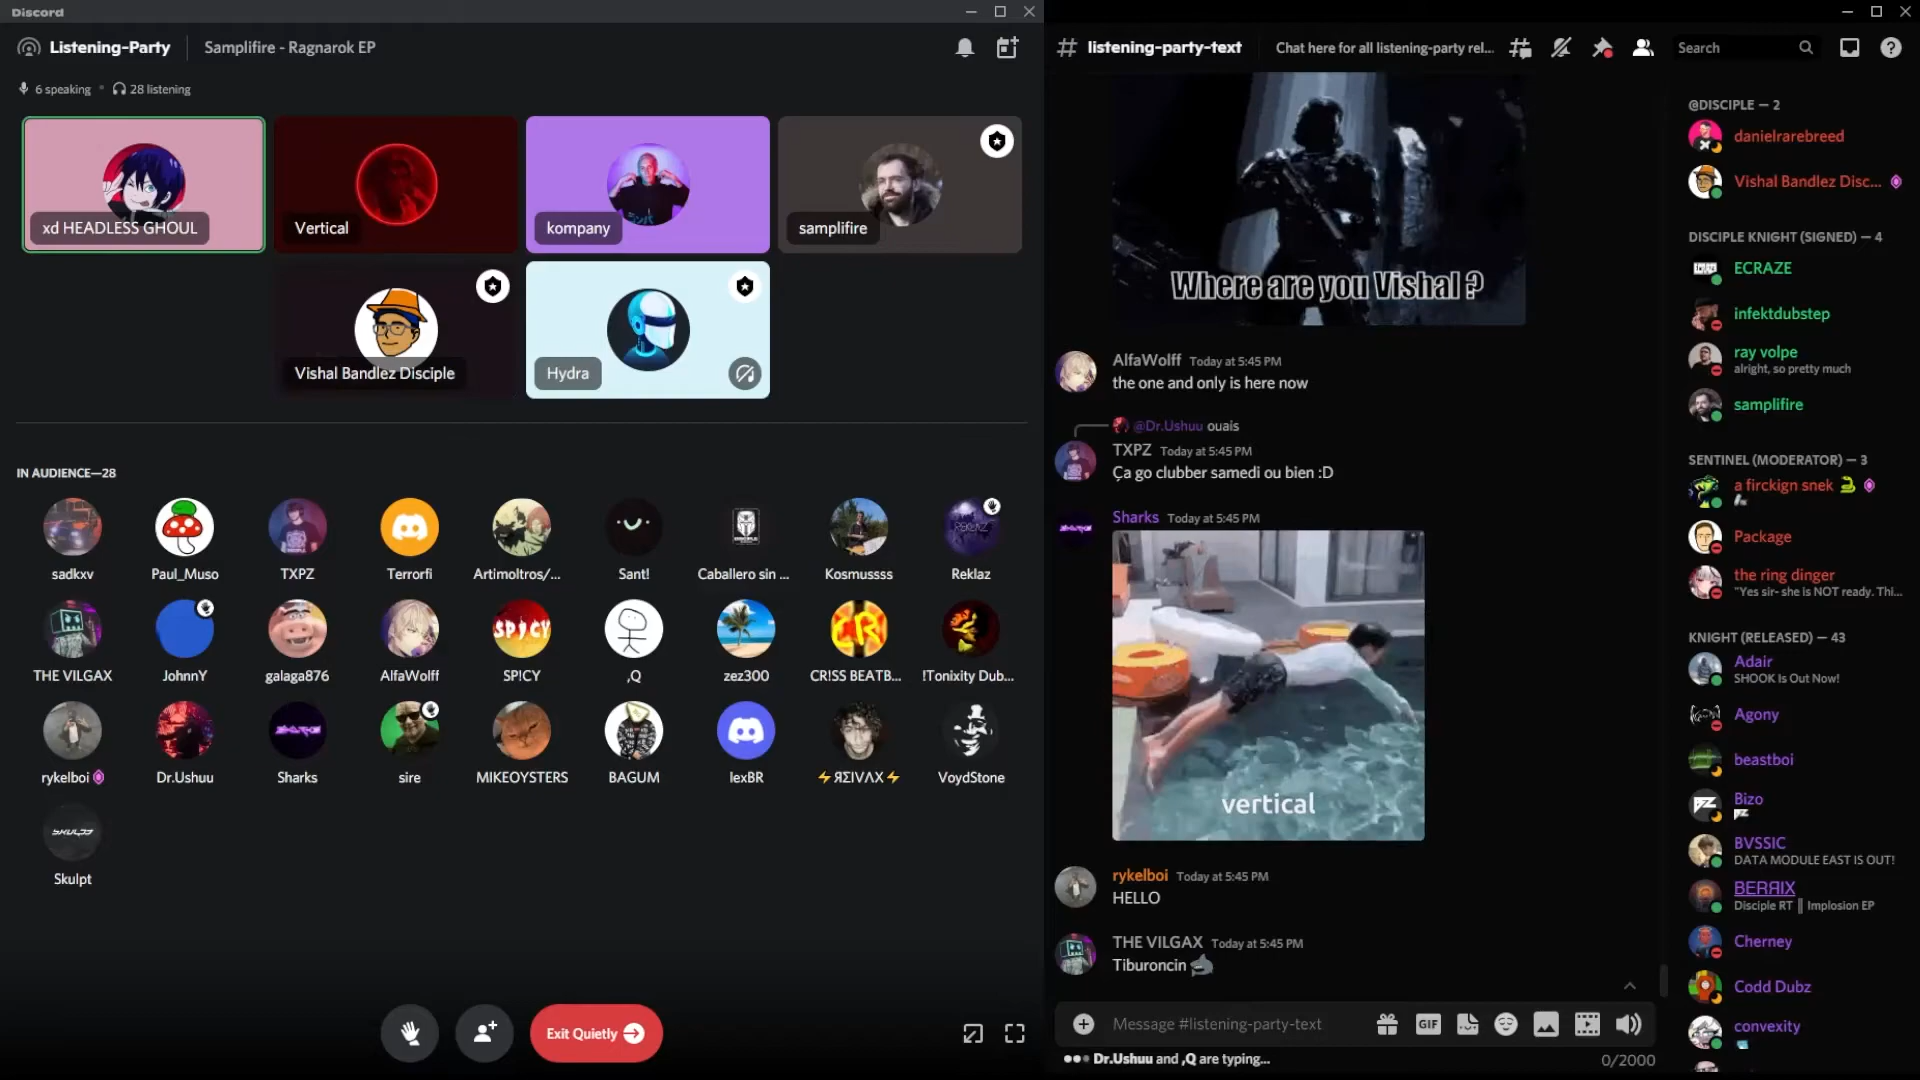 Discord
Listening-Party
Samplifire - Ragnarok EP
6 speaking
28 listening
xd HEADLESS GHOUL
Vertical
kompany
samplifire
Vishal Bandlez Disciple
Hydra
IN AUDIENCE—28
sadkxv
Paul_Muso
TXPZ
Terrorfi
Artimoltros/...
Sant!
Caballero sin ...
Kosmussss
Reklaz
THE VILGAX
JohnnY
galaga876
AlfaWolff
SP!CY
,Q
zez300
CR!SS BEATB...
!Tonixity Dub...
rykelboi
Dr.Ushuu
Sharks
sire
MIKEOYSTERS
BAGUM
lexBR
⚡ЯΣIVΛX⚡
VoydStone
Skulpt
Exit Quietly
listening-party-text
Chat here for all listening-party rel...
Search
Where are you Vishal ?
AlfaWolff Today at 5:45 PM
the one and only is here now
@Dr.Ushuu ouais
TXPZ Today at 5:45 PM
Ça go clubber samedi ou bien :D
Sharks Today at 5:45 PM
vertical
rykelboi Today at 5:45 PM
HELLO
THE VILGAX Today at 5:45 PM
Tiburoncin 🦈
Message #listening-party-text
GIF
Dr.Ushuu and ,Q are typing...
0/2000
@DISCIPLE — 2
danielrarebreed
Vishal Bandlez Disc...
DISCIPLE KNIGHT (SIGNED) — 4
ECRAZE
infektdubstep
ray volpe
alright, so pretty much
samplifire
SENTINEL (MODERATOR) — 3
a firckign snek 🐍
Package
the ring dinger
"Yes sir- she is NOT ready. Thi...
KNIGHT (RELEASED) — 43
Adair
SHOOK Is Out Now!
Agony
beastboi
Bizo
BVSSIC
DATA MODULE EAST IS OUT!
BEЯЯIX
Disciple RT ║ Implosion EP
Cherney
Codd Dubz
convexity